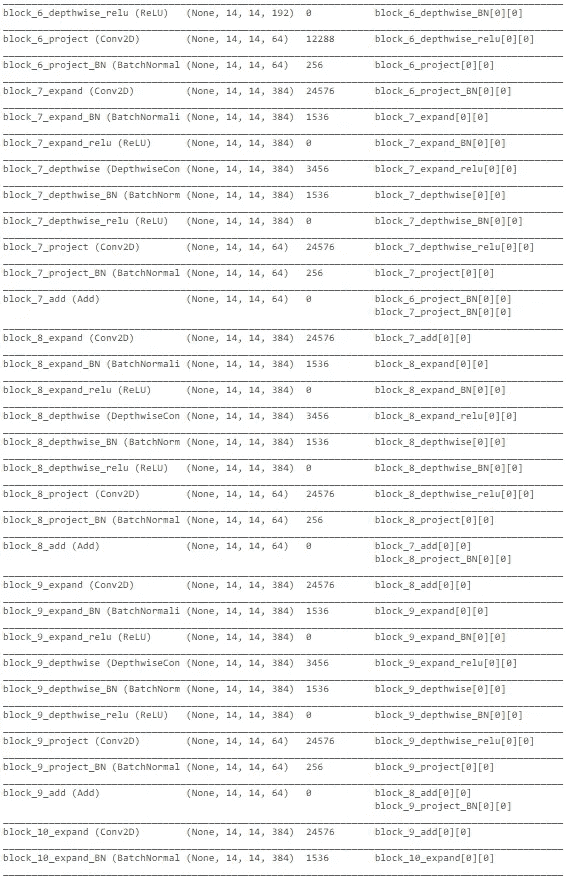 block_6_depthwise_relu (ReLU) (None, 14, 14, 192) 0 block_6_depthwise_BN[0][0]
block_6_project (Conv2D) (None, 14, 14, 64) 12288 block_6_depthwise_relu[0][0]
block_6_project_BN (BatchNormal (None, 14, 14, 64) 256 block_6_project[0][0]
block_7_expand (Conv2D) (None, 14, 14, 384) 24576 block_6_project_BN[0][0]
block_7_expand_BN (BatchNormali (None, 14, 14, 384) 1536 block_7_expand[0][0]
block_7_expand_relu (ReLU) (None, 14, 14, 384) 0 block_7_expand_BN[0][0]
block_7_depthwise (DepthwiseCon (None, 14, 14, 384) 3456 block_7_expand_relu[0][0]
block_7_depthwise_BN (BatchNorm (None, 14, 14, 384) 1536 block_7_depthwise[0][0]
block_7_depthwise_relu (ReLU) (None, 14, 14, 384) 0 block_7_depthwise_BN[0][0]
block_7_project (Conv2D) (None, 14, 14, 64) 24576 block_7_depthwise_relu[0][0]
block_7_project_BN (BatchNormal (None, 14, 14, 64) 256 block_7_project[0][0]
block_7_add (Add) (None, 14, 14, 64) 0 block_6_project_BN[0][0]
block_7_project_BN[0][0]
block_8_expand (Conv2D) (None, 14, 14, 384) 24576 block_7_add[0][0]
block_8_expand_BN (BatchNormali (None, 14, 14, 384) 1536 block_8_expand[0][0]
block_8_expand_relu (ReLU) (None, 14, 14, 384) 0 block_8_expand_BN[0][0]
block_8_depthwise (DepthwiseCon (None, 14, 14, 384) 3456 block_8_expand_relu[0][0]
block_8_depthwise_BN (BatchNorm (None, 14, 14, 384) 1536 block_8_depthwise[0][0]
block_8_depthwise_relu (ReLU) (None, 14, 14, 384) 0 block_8_depthwise_BN[0][0]
block_8_project (Conv2D) (None, 14, 14, 64) 24576 block_8_depthwise_relu[0][0]
block_8_project_BN (BatchNormal (None, 14, 14, 64) 256 block_8_project[0][0]
block_8_add (Add) (None, 14, 14, 64) 0 block_7_add[0][0]
block_8_project_BN[0][0]
block_9_expand (Conv2D) (None, 14, 14, 384) 24576 block_8_add[0][0]
block_9_expand_BN (BatchNormali (None, 14, 14, 384) 1536 block_9_expand[0][0]
block_9_expand_relu (ReLU) (None, 14, 14, 384) 0 block_9_expand_BN[0][0]
block_9_depthwise (DepthwiseCon (None, 14, 14, 384) 3456 block_9_expand_relu[0][0]
block_9_depthwise_BN (BatchNorm (None, 14, 14, 384) 1536 block_9_depthwise[0][0]
block_9_depthwise_relu (ReLU) (None, 14, 14, 384) 0 block_9_depthwise_BN[0][0]
block_9_project (Conv2D) (None, 14, 14, 64) 24576 block_9_depthwise_relu[0][0]
block_9_project_BN (BatchNormal (None, 14, 14, 64) 256 block_9_project[0][0]
block_9_add (Add) (None, 14, 14, 64) 0 block_8_add[0][0]
block_9_project_BN[0][0]
block_10_expand (Conv2D) (None, 14, 14, 384) 24576 block_9_add[0][0]
block_10_expand_BN (BatchNormal (None, 14, 14, 384) 1536 block_10_expand[0][0]